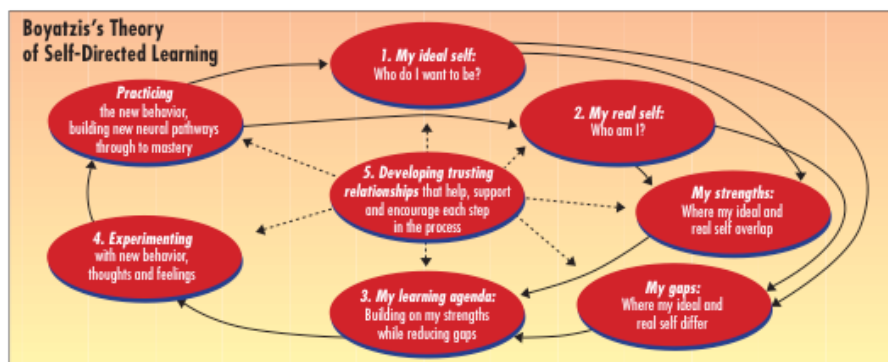 Boyatzis's Theory
of Self-Directed Learning
1. My ideal self:
Who do I want to be?
2. My real self:
Who am I?
My strengths:
Where my ideal and
real self overlap
My gaps:
Where my ideal and
real self differ
3. My learning agenda:
Building on my strengths
while reducing gaps
4. Experimenting
with new behavior,
thoughts and feelings
Practicing
the new behavior,
building new neural pathways
through to mastery
5. Developing trusting
relationships that help, support
and encourage each step
in the process